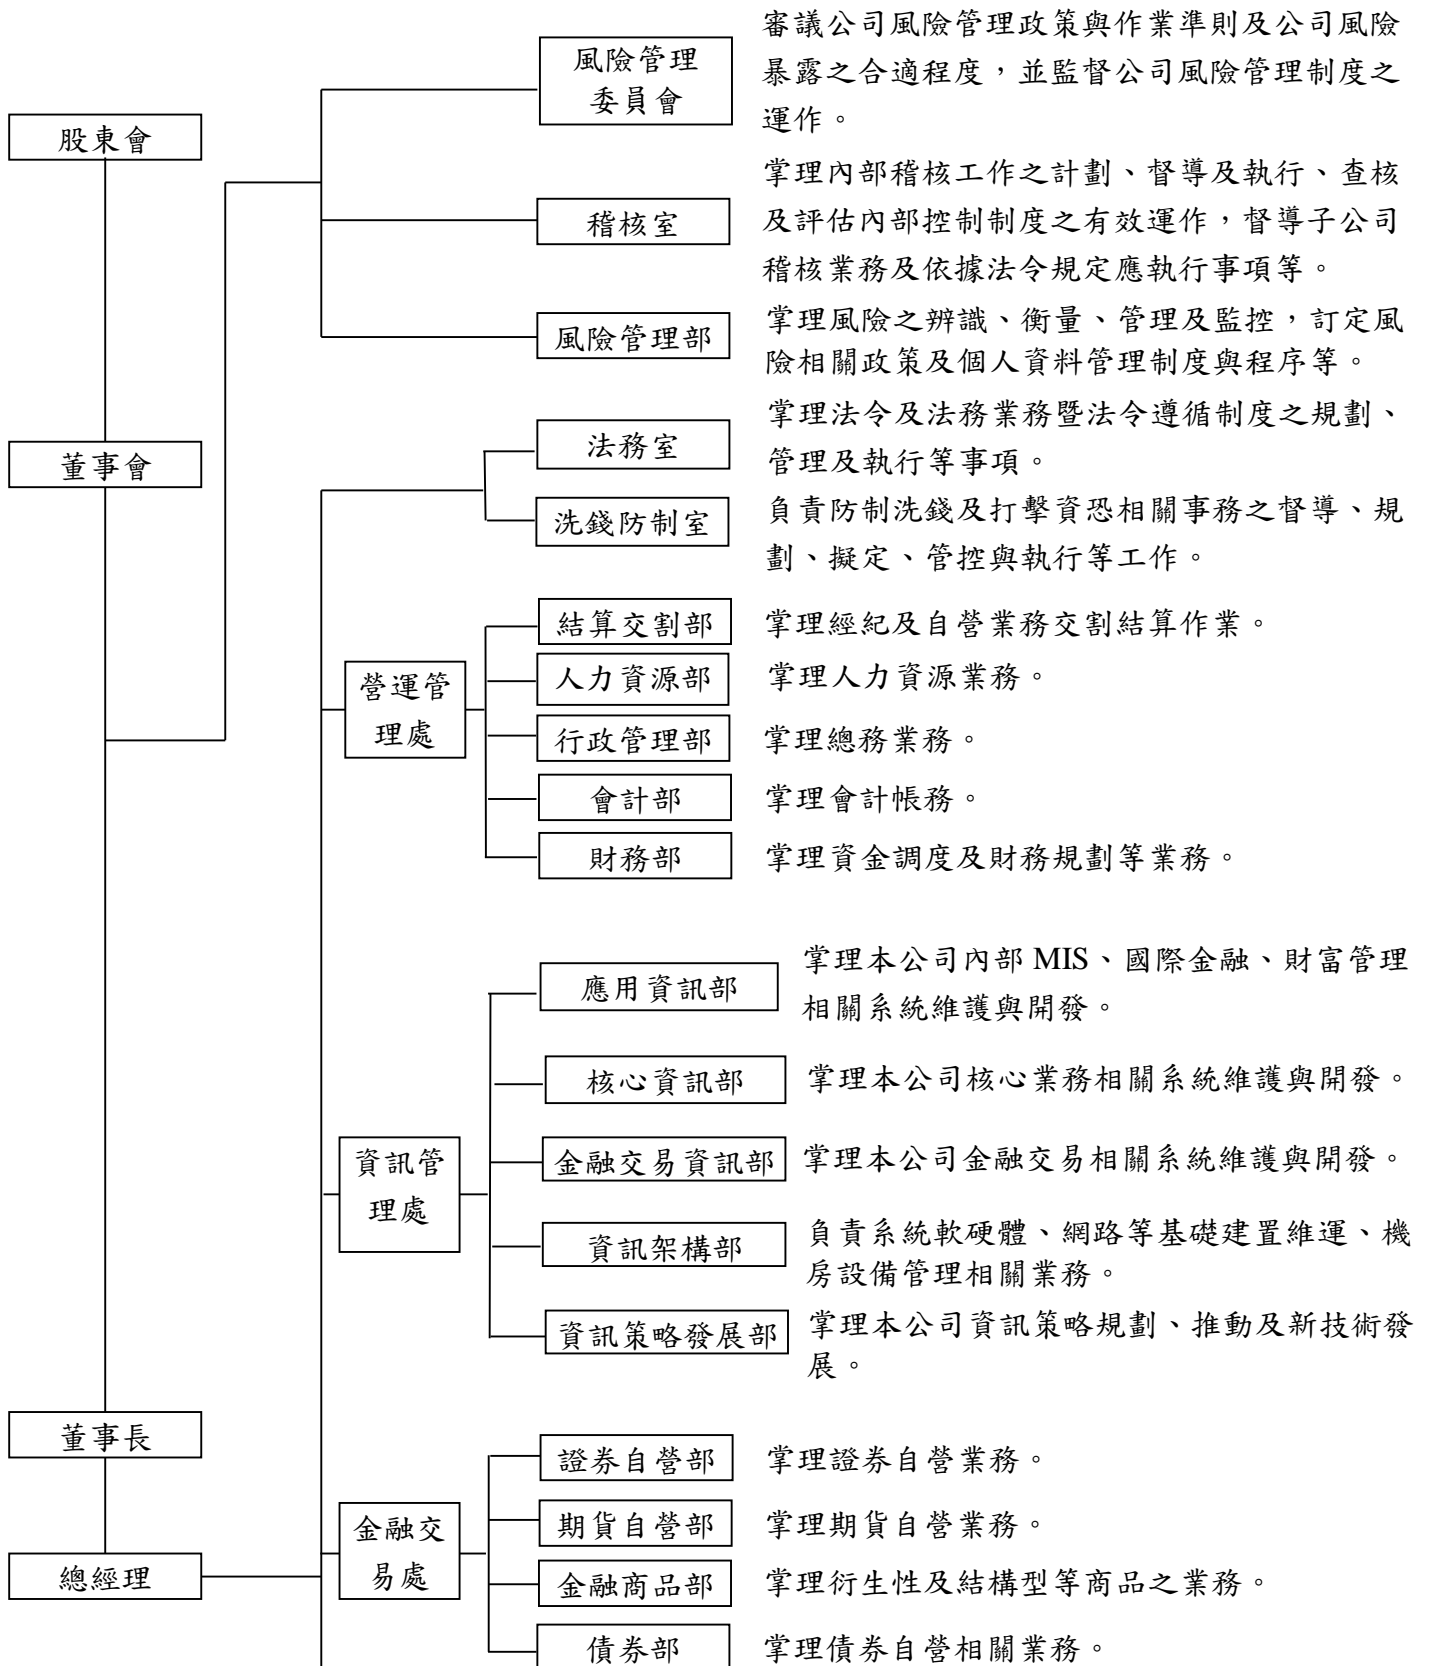 審議公司風險管理政策與作業準則及公司風險
風險管理
委員會
暴露之合適程度，並監督公司風險管理制度之
運作。
股東會
掌理內部稽核工作之計劃、督導及執行、查核
稽核室
及評估內部控制制度之有效運作，督導子公司
稽核業務及依據法令規定應執行事項等。
風險管理部
掌理風險之辨識、衡量、管理及監控，訂定風
險相關政策及個人資料管理制度與程序等。
董事會
法務室
掌理法令及法務業務暨法令遵循制度之規劃、
管理及執行等事項。
洗錢防制室
負責防制洗錢及打擊資恐相關事務之督導、規
劃、擬定、管控與執行等工作。
營運管
理處
結算交割部
掌理經紀及自營業務交割結算作業。
人力資源部
掌理人力資源業務。
行政管理部
掌理總務業務。
會計部
掌理會計帳務。
財務部
掌理資金調度及財務規劃等業務。
資訊管
理處
應用資訊部
掌理本公司內部 MIS、國際金融、財富管理
相關系統維護與開發。
核心資訊部
掌理本公司核心業務相關系統維護與開發。
金融交易資訊部
掌理本公司金融交易相關系統維護與開發。
資訊架構部
負責系統軟硬體、網路等基礎建置維運、機
房設備管理相關業務。
資訊策略發展部
掌理本公司資訊策略規劃、推動及新技術發
展。
董事長
總經理
金融交
易處
證券自營部
掌理證券自營業務。
期貨自營部
掌理期貨自營業務。
金融商品部
掌理衍生性及結構型等商品之業務。
債券部
掌理債券自營相關業務。